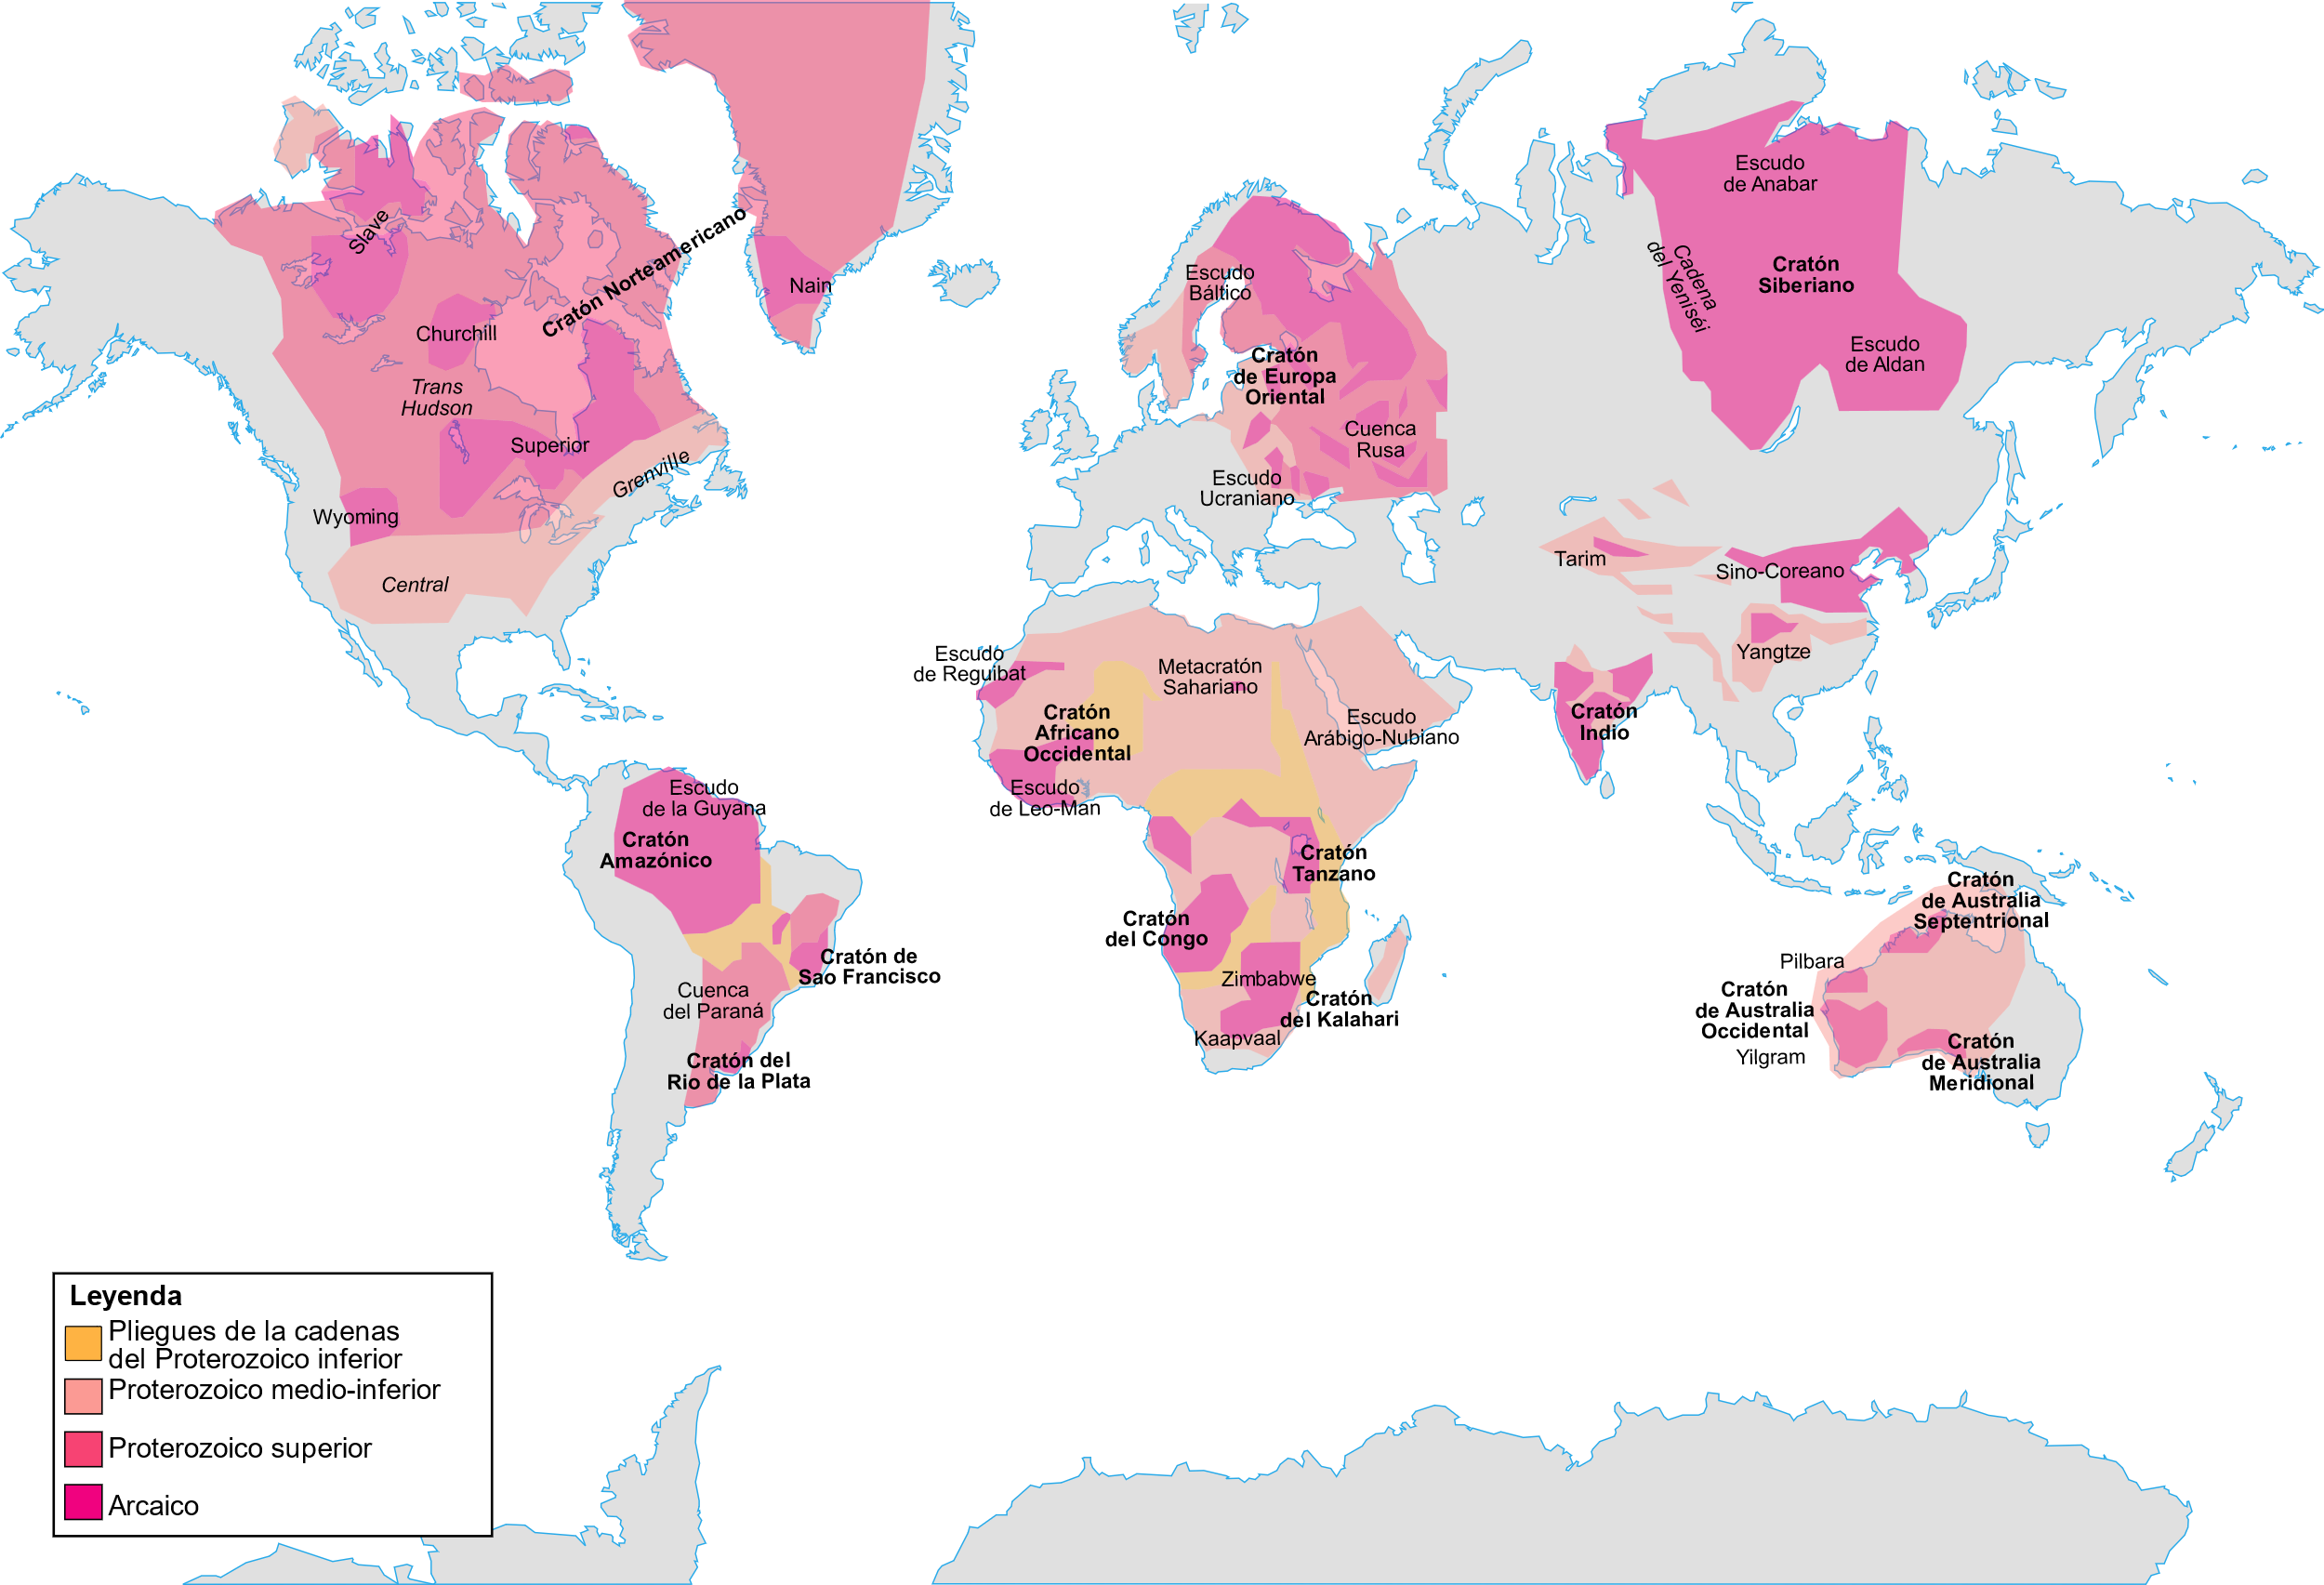 Slave
Churchill
Trans
Hudson
Superior
Grenville
Wyoming
Central
Cratón Norteamericano
Nain
Escudo
Báltico
Cratón
de Europa
Oriental
Cuenca
Rusa
Escudo
Ucraniano
Escudo
de Anabar
Cadena
del Yeniséi
Cratón
Siberiano
Escudo
de Aldan
Tarim
Sino-Coreano
Yangtze
Cratón
Indio
Escudo
de Reguibat
Metacratón
Sahariano
Cratón
Africano
Occidental
Escudo
Arábigo-Nubiano
Escudo
de Leo-Man
Cratón
Tanzano
Cratón
del Congo
Zimbabwe
Cratón
del Kalahari
Kaapvaal
Escudo
de la Guyana
Cratón
Amazónico
Cratón de
Sao Francisco
Cuenca
del Paraná
Cratón del
Rio de la Plata
Cratón
de Australia
Septentrional
Pilbara
Cratón
de Australia
Occidental
Yilgram
Cratón
de Australia
Meridional
Leyenda
Pliegues de la cadenas
del Proterozoico inferior
Proterozoico medio-inferior
Proterozoico superior
Arcaico